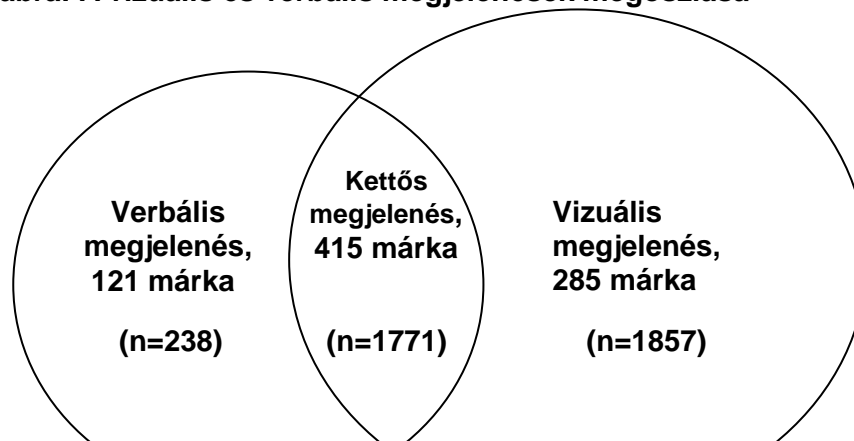 Kettős
megjelenés,
415 márka
(n=1771)
Verbális
megjelenés,
121 márka
(n=238)
Vizuális
megjelenés,
285 márka
(n=1857)